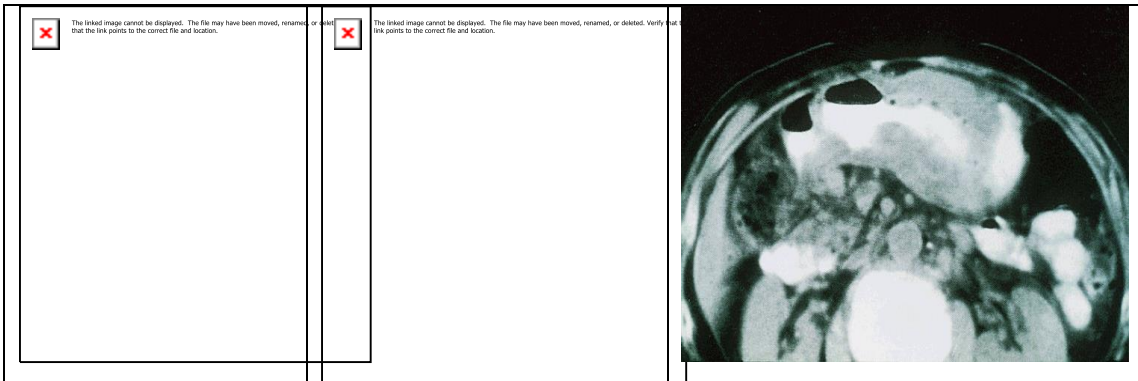 The linked image cannot be displayed. The file may have been moved, renamed, or delet
that the link points to the correct file and location.
The linked image cannot be displayed. The file may have been moved, renamed, or deleted. Verify that t
link points to the correct file and location.